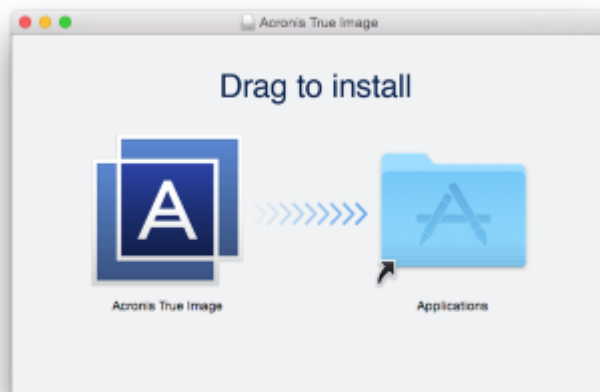 Acronis True Image
Drag to install
Acronis True Image
Applications